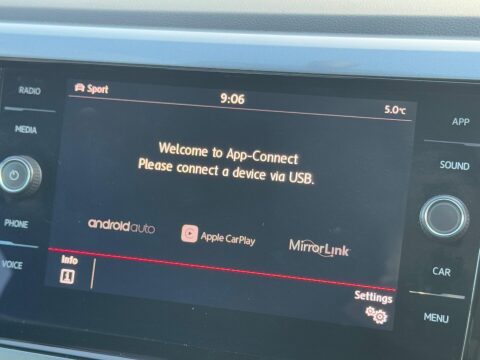 RADIO
MEDIA
PHONE
VOICE
Sport
9:06
5.0°C
Welcome to App-Connect
Please connect a device via USB.
androidauto
Apple CarPlay
MirrorLink
Info
Settings
APP
SOUND
CAR
MENU